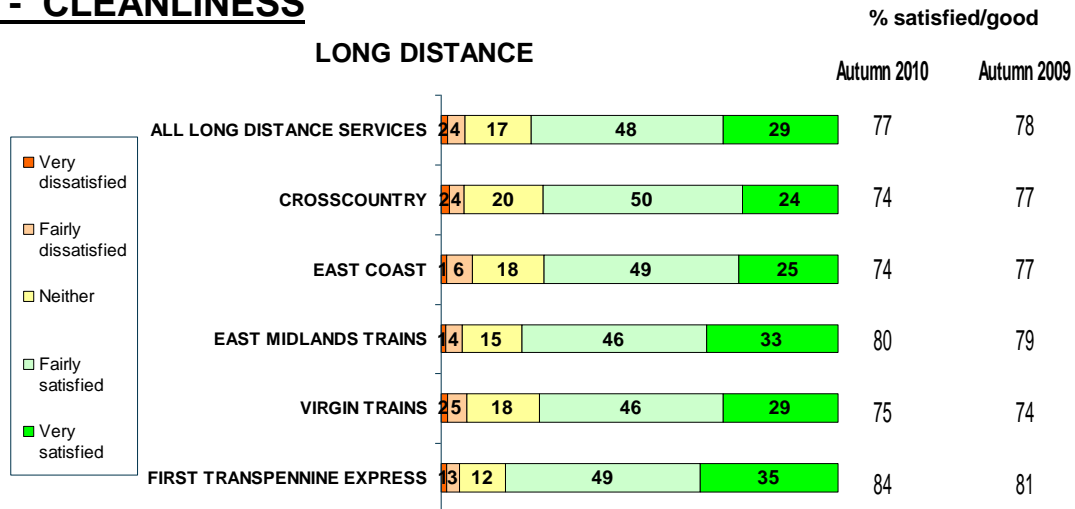 - CLEANLINESS
% satisfied/good
LONG DISTANCE
Autumn 2010 Autumn 2009
ALL LONG DISTANCE SERVICES 2 4 17 48 29 77 78
CROSSCOUNTRY 2 4 20 50 24 74 77
EAST COAST 1 6 18 49 25 74 77
EAST MIDLANDS TRAINS 1 4 15 46 33 80 79
VIRGIN TRAINS 2 5 18 46 29 75 74
FIRST TRANSPENNINE EXPRESS 1 3 12 49 35 84 81
Very
dissatisfied
Fairly
dissatisfied
Neither
Fairly
satisfied
Very
satisfied